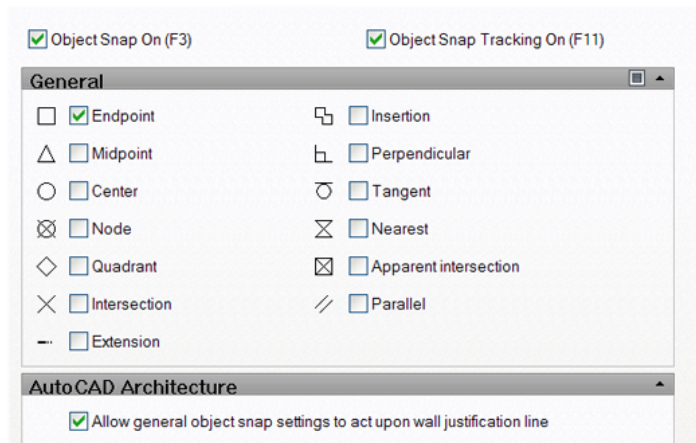 Object Snap On (F3) Object Snap Tracking On (F11)
General
Endpoint Insertion
Midpoint Perpendicular
Center Tangent
Node Nearest
Quadrant Apparent intersection
Intersection Parallel
Extension
AutoCAD Architecture
Allow general object snap settings to act upon wall justification line